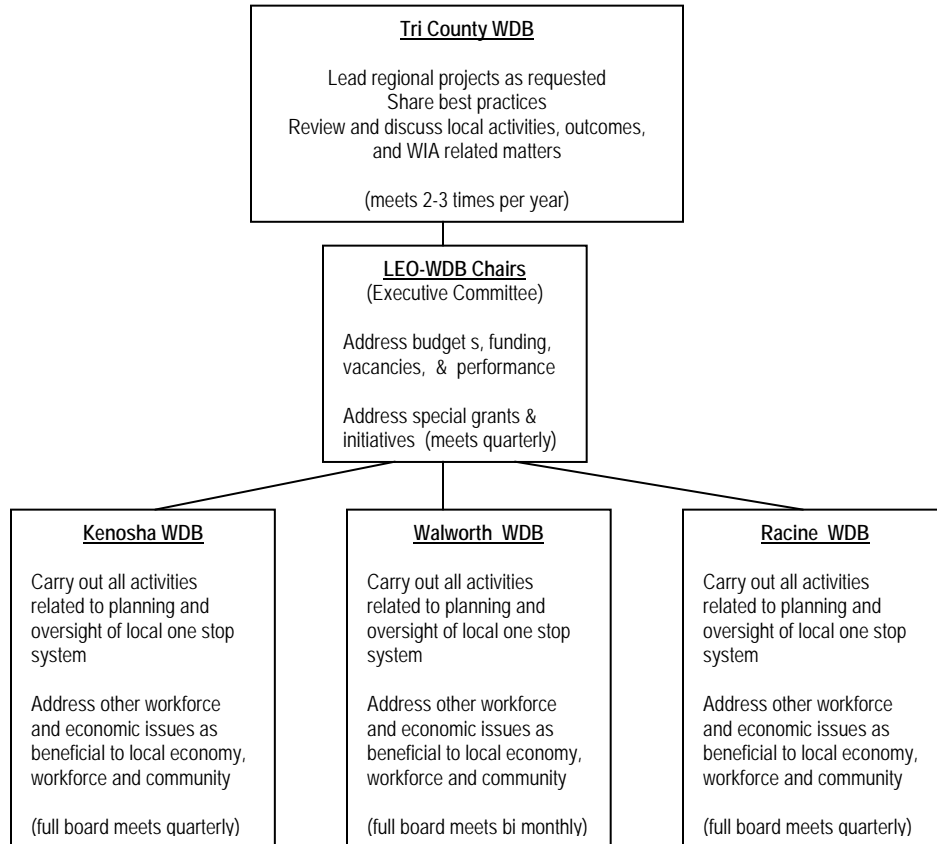 Tri County WDB
Lead regional projects as requested
Share best practices
Review and discuss local activities, outcomes,
and WIA related matters
(meets 2-3 times per year)
LEO-WDB Chairs
(Executive Committee)
Address budget s, funding,
vacancies, & performance
Address special grants &
initiatives (meets quarterly)
Kenosha WDB
Carry out all activities
related to planning and
oversight of local one stop
system
Address other workforce
and economic issues as
beneficial to local economy,
workforce and community
(full board meets quarterly)
Walworth WDB
Carry out all activities
related to planning and
oversight of local one stop
system
Address other workforce
and economic issues as
beneficial to local economy,
workforce and community
(full board meets bi monthly)
Racine WDB
Carry out all activities
related to planning and
oversight of local one stop
system
Address other workforce
and economic issues as
beneficial to local economy,
workforce and community
(full board meets quarterly)